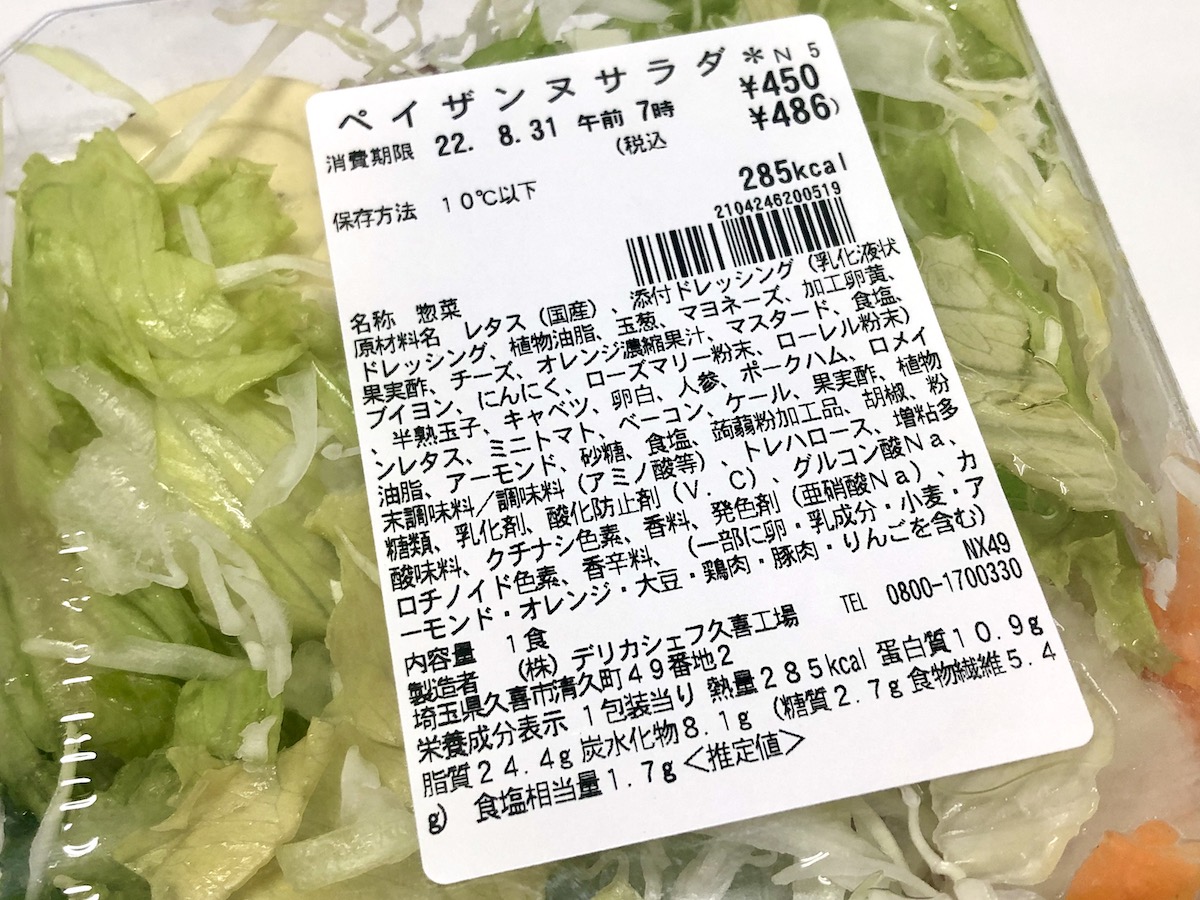 ペイザンヌサラダ*N 5
消費期限 22. 8.31 午前 7時 ¥450
(税込 ¥486)
保存方法 10℃以下 285kcal
2104246200519
名称 惣菜
原材料名 レタス(国産)、添付ドレッシング(乳化液状
ドレッシング、植物油脂、玉葱、マヨネーズ、加工卵黄、
果実酢、チーズ、オレンジ濃縮果汁、マスタード、食塩、
ブイヨン、にんにく、ローズマリー粉末、ローレル粉末)
、半熟玉子、キャベツ、卵白、人参、ポークハム、ロメイ
ンレタス、ミニトマト、ベーコン、ケール、果実酢、植物
油脂、アーモンド、砂糖、食塩、蒟蒻粉加工品、胡椒、粉
末調味料/調味料(アミノ酸等)、トレハロース、増粘多
糖類、乳化剤、酸化防止剤(V.C)、グルコン酸Na、
酸味料、クチナシ色素、香料、発色剤(亜硝酸Na)、カ
ロチノイド色素、香辛料、(一部に卵・乳成分・小麦・ア
ーモンド・オレンジ・大豆・鶏肉・豚肉・りんごを含む)
内容量 1食 NX49
製造者 (株)デリカシェフ久喜工場 TEL 0800-1700330
埼玉県久喜市清久町49番地2
栄養成分表示 1包装当り 熱量285kcal 蛋白質10.9g
脂質24.4g 炭水化物8.1g (糖質2.7g 食物繊維5.4
g) 食塩相当量1.7g <推定値>